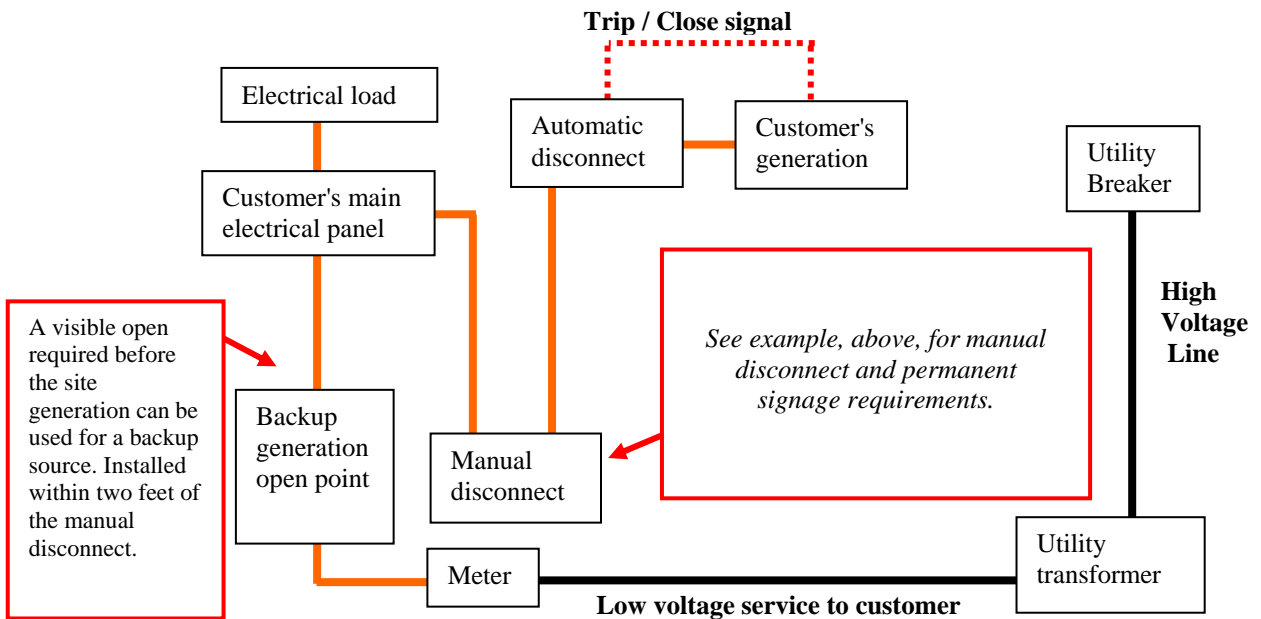 Trip / Close signal
Electrical load
Automatic
disconnect
Customer's
generation
Utility
Breaker
Customer's main
electrical panel
High
Voltage
Line
A visible open
required before
the site
generation can be
used for a backup
source. Installed
within two feet of
the manual
disconnect.
See example, above, for manual
disconnect and permanent
signage requirements.
Backup
generation
open point
Manual
disconnect
Meter
Utility
transformer
Low voltage service to customer